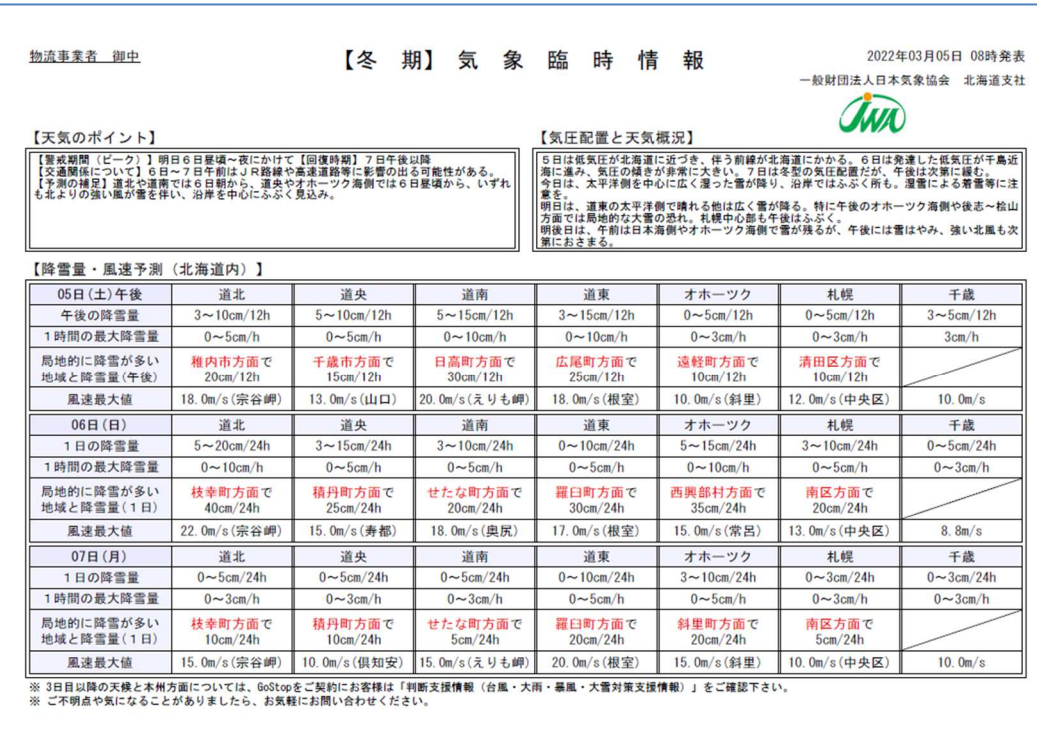 物流事業者 御中
【冬 期】 気 象 臨 時 情 報
2022年03月05日 08時発表
一般財団法人日本気象協会 北海道支社
JWA
【天気のポイント】
【警戒期間（ピーク）】明日６日昼頃～夜にかけて【回復時期】７日午後以降
【交通関係について】６日～７日午前はＪＲ路線や高速道路等に影響の出る可能性がある。
【予測の補足】道北や道南では６日朝から、道央やオホーツク海側では６日昼頃から、いずれ
も北よりの強い風が雪を伴い、沿岸を中心にふぶく見込み。
【気圧配置と天気概況】
５日は低気圧が北海道に近づき、伴う前線が北海道にかかる。６日は発達した低気圧が千島近
海に進み、気圧の傾きが非常に大きい。７日は冬型の気圧配置だが、午後は次第に緩む。
今日は、太平洋側を中心に広く湿った雪が降り、沿岸ではふぶく所も。湿雪による着雪等に注
意を。
明日は、道東の太平洋側で晴れる他は広く雪が降る。特に午後のオホーツク海側や後志～桧山
方面では局地的な大雪の恐れ。札幌中心部も午後はふぶく。
明後日は、午前は日本海側やオホーツク海側で雪が残るが、午後には雪はやみ、強い北風も次
第におさまる。
【降雪量・風速予測（北海道内）】
05日(土)午後 道北 道央 道南 道東 オホーツク 札幌 千歳
午後の降雪量 3～10cm/12h 5～10cm/12h 5～15cm/12h 3～15cm/12h 0～5cm/12h 0～5cm/12h 3～5cm/12h
１時間の最大降雪量 0～5cm/h 0～5cm/h 0～10cm/h 0～10cm/h 0～3cm/h 0～3cm/h 3cm/h
局地的に降雪が多い 稚内市方面で 千歳市方面で 日高町方面で 広尾町方面で 遠軽町方面で 清田区方面で
地域と降雪量(午後) 20cm/12h 15cm/12h 30cm/12h 25cm/12h 10cm/12h 10cm/12h
風速最大値 18.0m/s(宗谷岬) 13.0m/s(山口) 20.0m/s(えりも岬) 18.0m/s(根室) 10.0m/s(斜里) 12.0m/s(中央区) 10.0m/s
06日(日) 道北 道央 道南 道東 オホーツク 札幌 千歳
１日の降雪量 5～20cm/24h 3～15cm/24h 3～10cm/24h 0～10cm/24h 5～15cm/24h 3～10cm/24h 0～5cm/24h
１時間の最大降雪量 0～10cm/h 0～5cm/h 0～5cm/h 0～5cm/h 0～10cm/h 0～5cm/h 0～3cm/h
局地的に降雪が多い 枝幸町方面で 積丹町方面で せたな町方面で 羅臼町方面で 西興部村方面で 南区方面で
地域と降雪量(１日) 40cm/24h 25cm/24h 20cm/24h 30cm/24h 35cm/24h 20cm/24h
風速最大値 22.0m/s(宗谷岬) 15.0m/s(寿都) 18.0m/s(奥尻) 17.0m/s(根室) 15.0m/s(常呂) 13.0m/s(中央区) 8.8m/s
07日(月) 道北 道央 道南 道東 オホーツク 札幌 千歳
１日の降雪量 0～5cm/24h 0～5cm/24h 0～5cm/24h 0～10cm/24h 3～10cm/24h 0～3cm/24h 0～3cm/24h
１時間の最大降雪量 0～3cm/h 0～3cm/h 0～3cm/h 0～5cm/h 0～5cm/h 0～3cm/h 0～3cm/h
局地的に降雪が多い 枝幸町方面で 積丹町方面で せたな町方面で 羅臼町方面で 斜里町方面で 南区方面で
地域と降雪量(１日) 10cm/24h 10cm/24h 5cm/24h 20cm/24h 20cm/24h 5cm/24h
風速最大値 15.0m/s(宗谷岬) 10.0m/s(倶知安) 15.0m/s(えりも岬) 20.0m/s(根室) 15.0m/s(斜里) 10.0m/s(中央区) 10.0m/s
※ 3日目以降の天候と本州方面については、GoStopをご契約にお客様は「判断支援情報（台風・大雨・暴風・大雪対策支援情報）」をご確認下さい。
※ ご不明点や気になることがありましたら、お気軽にお問い合わせください。